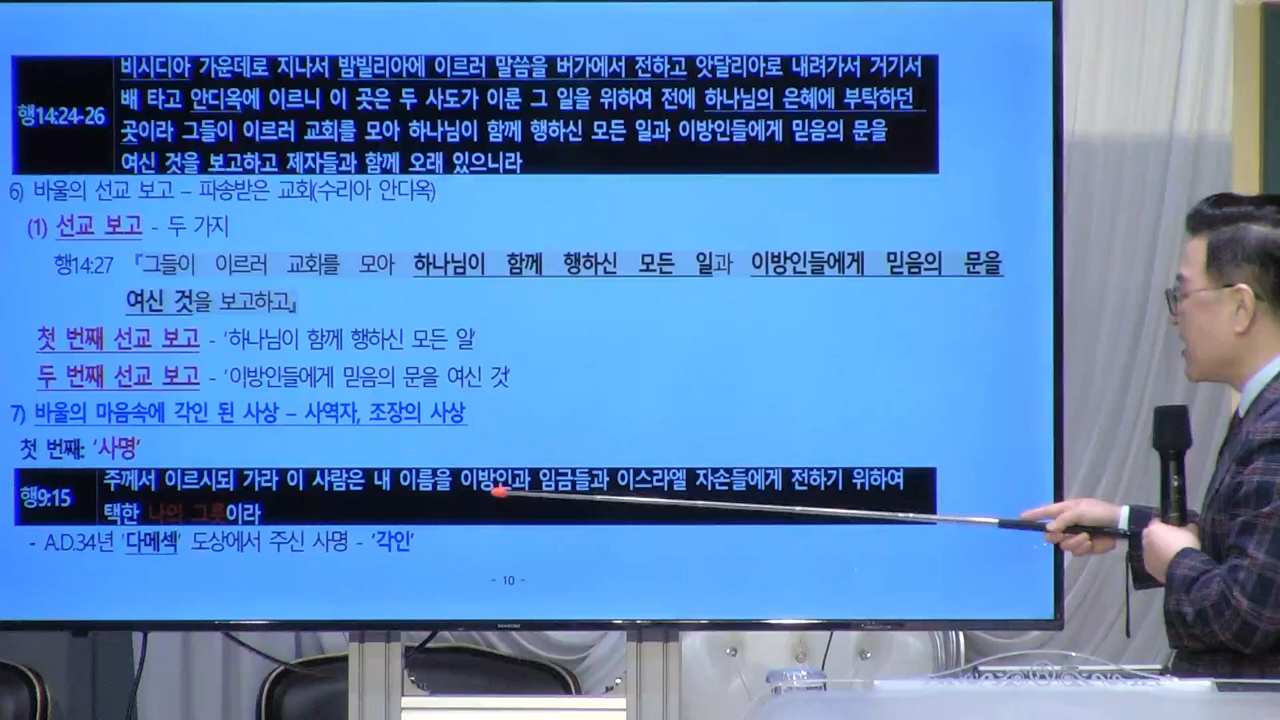 비시디아 가운데로 지나서 밤빌리아에 이르러 말씀을 버가에서 전하고 앗달리아로 내려가서 거기서
행14:24-26 배 타고 안디옥에 이르니 이 곳은 두 사도가 이룬 그 일을 위하여 전에 하나님의 은혜에 부탁하던
곳이라 그들이 이르러 교회를 모아 하나님이 함께 행하신 모든 일과 이방인들에게 믿음의 문을
여신 것을 보고하고 제자들과 함께 오래 있으니라
6) 바울의 선교 보고 – 파송받은 교회(수리아 안디옥)
(1) 선교 보고 - 두 가지
행14:27 『그들이 이르러 교회를 모아 하나님이 함께 행하신 모든 일과 이방인들에게 믿음의 문을
여신 것을 보고하고』
첫 번째 선교 보고 - '하나님이 함께 행하신 모든 일'
두 번째 선교 보고 - '이방인들에게 믿음의 문을 여신 것'
7) 바울의 마음속에 각인 된 사상 – 사역자, 조장의 사상
첫 번째: '사명'
행9:15 주께서 이르시되 가라 이 사람은 내 이름을 이방인과 임금들과 이스라엘 자손들에게 전하기 위하여
택한 나의 그릇이라
- A.D.34년 '다메섹' 도상에서 주신 사명 - '각인'
- 10 -
SAMSUNG